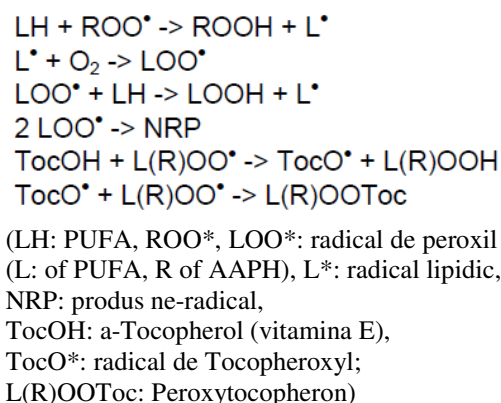 LH + ROO• -> ROOH + L•
L• + O₂ -> LOO•
LOO• + LH -> LOOH + L•
2 LOO• -> NRP
TocOH + L(R)OO• -> TocO• + L(R)OOH
TocO• + L(R)OO• -> L(R)OOToc
(LH: PUFA, ROO*, LOO*: radical de peroxil
(L: of PUFA, R of AAPH), L*: radical lipidic,
NRP: produs ne-radical,
TocOH: a-Tocopherol (vitamina E),
TocO*: radical de Tocopheroxyl;
L(R)OOToc: Peroxytocopheron)